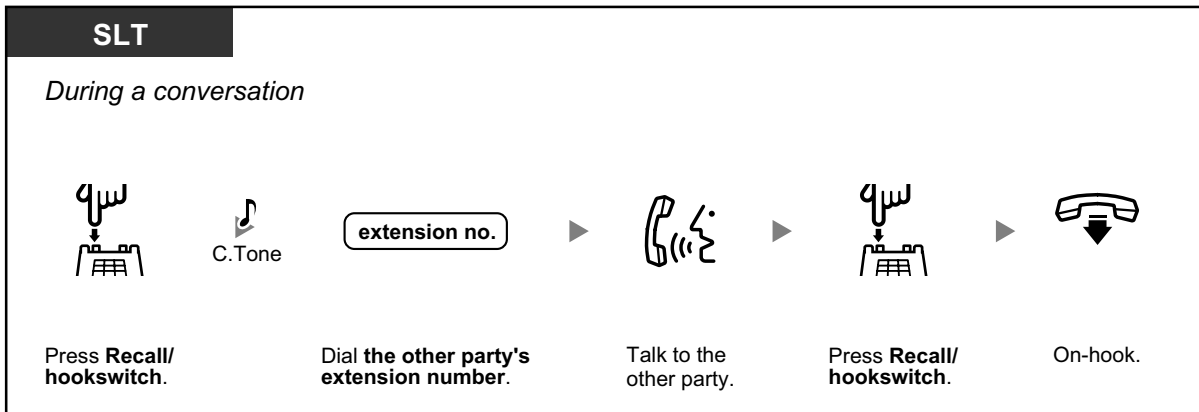 SLT
During a conversation
C.Tone
extension no.
Press Recall/
hookswitch.
Dial the other party's
extension number.
Talk to the
other party.
Press Recall/
hookswitch.
On-hook.